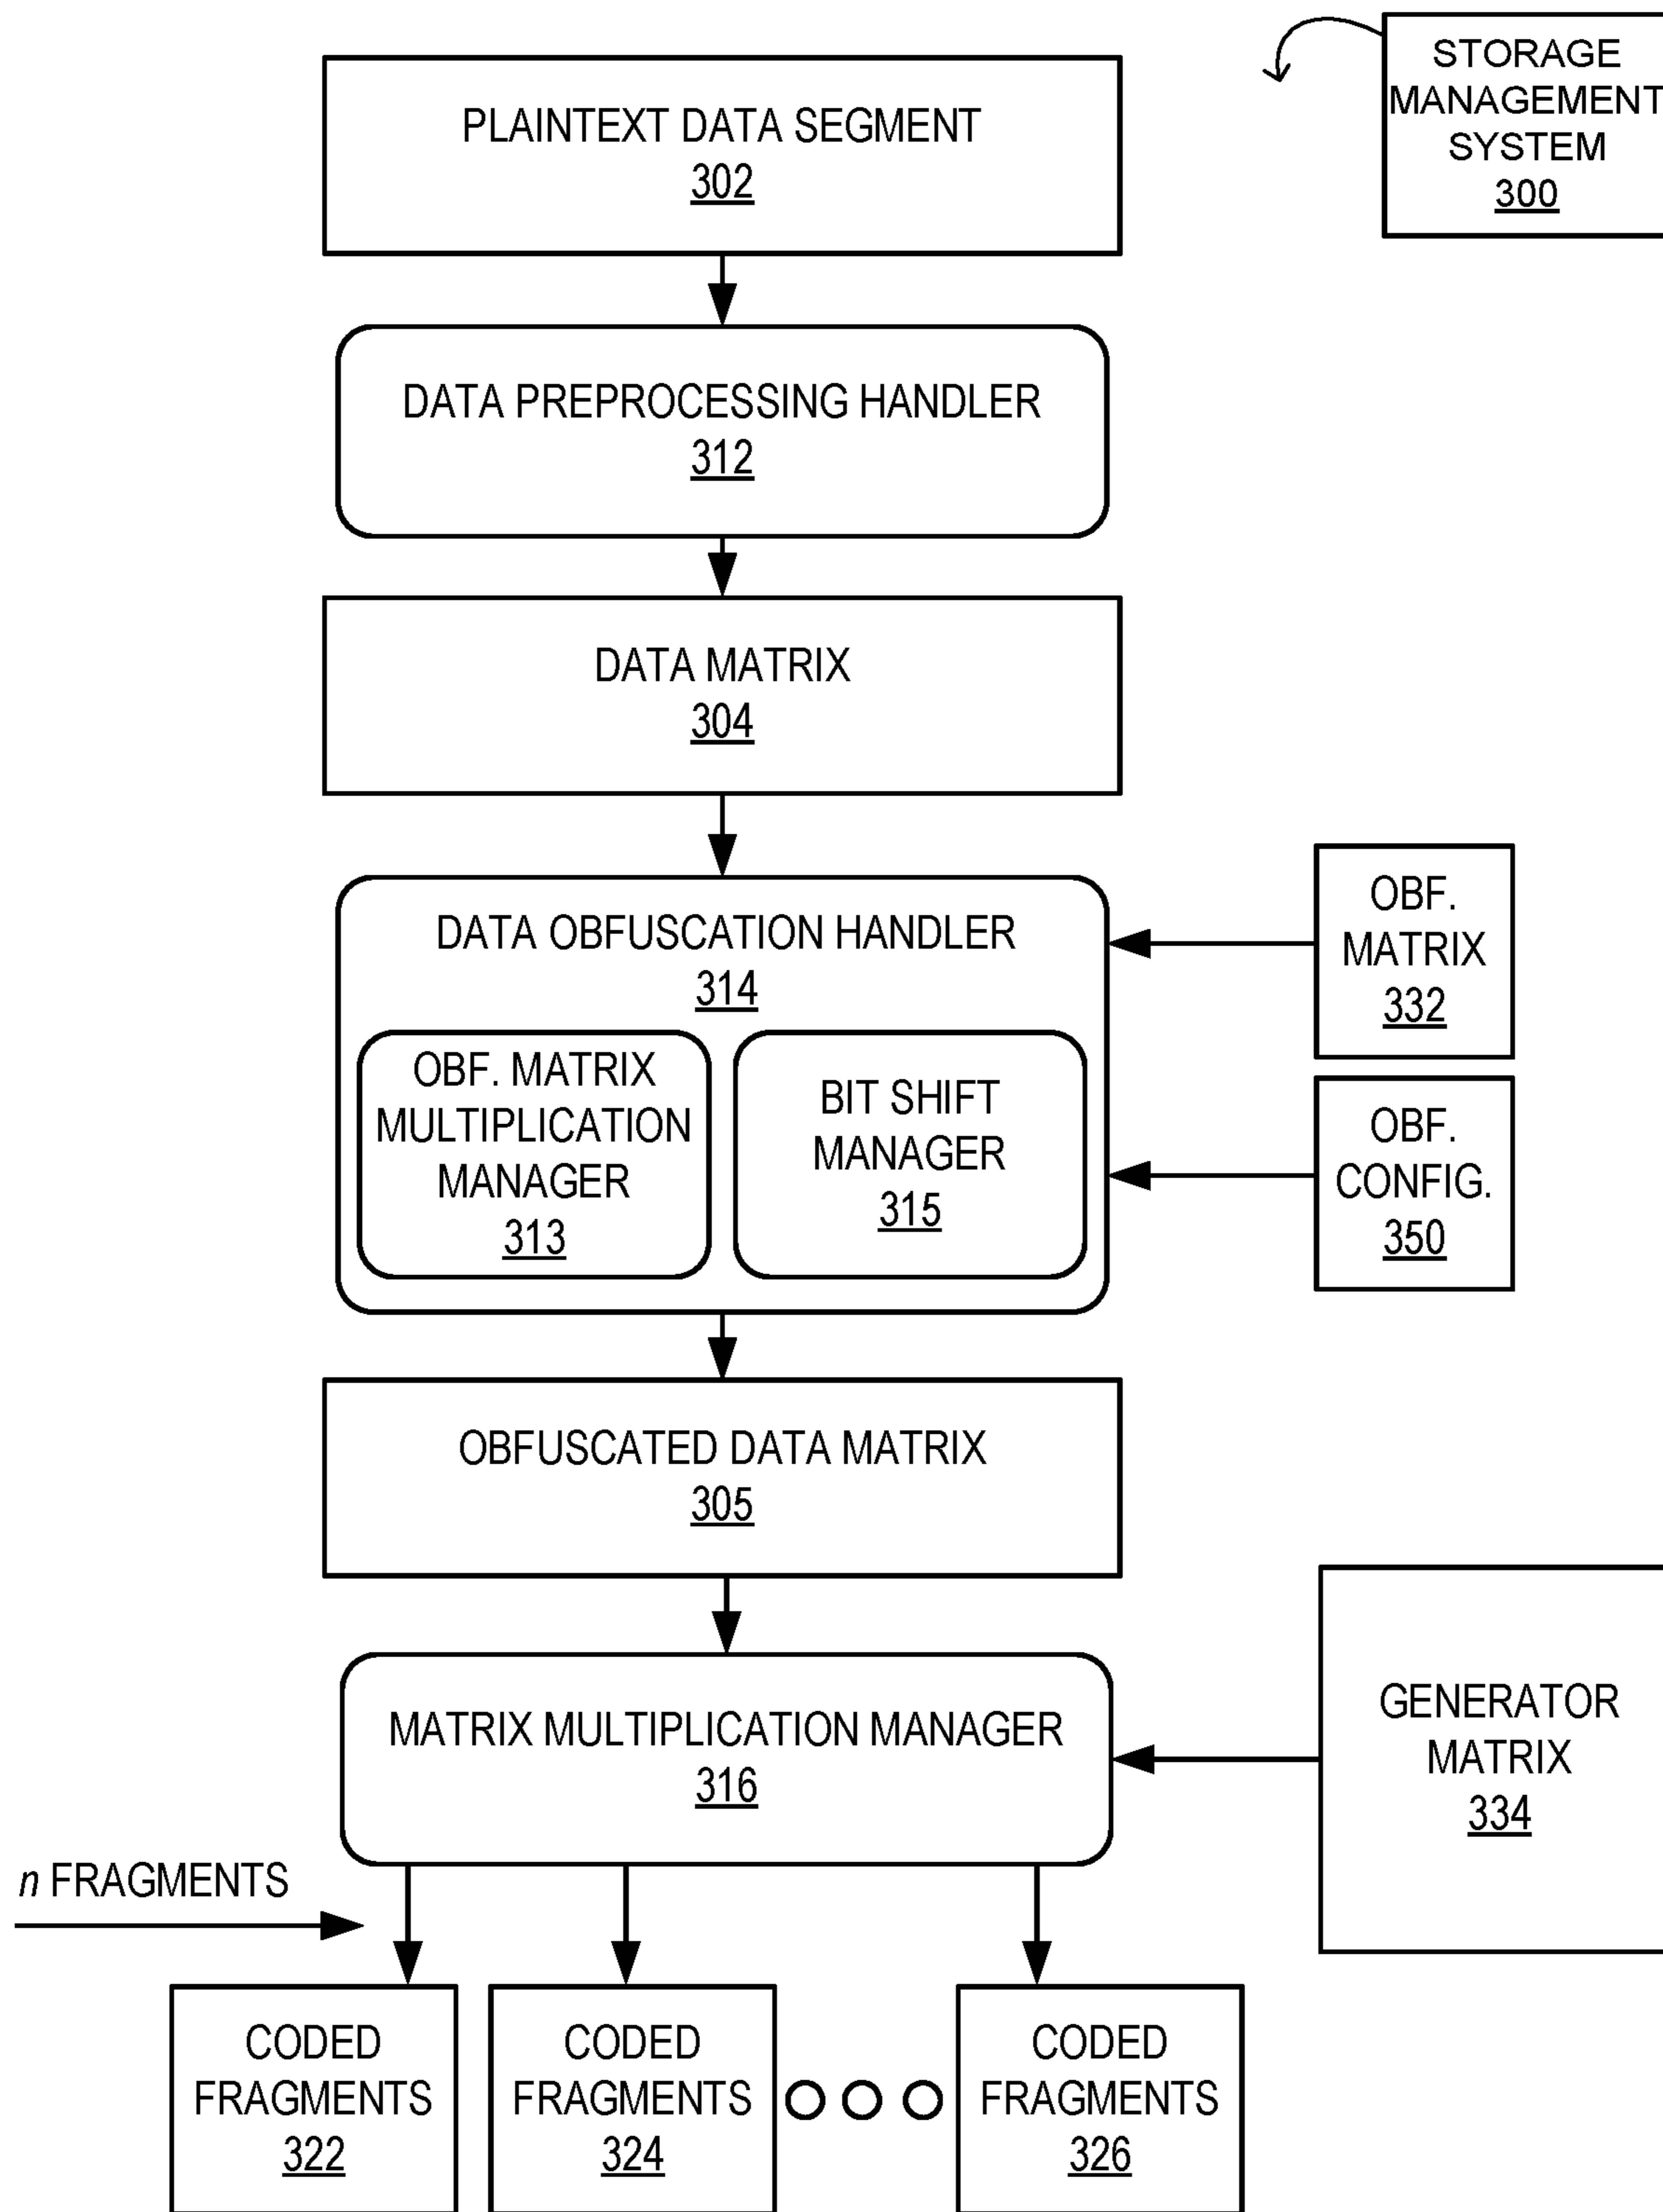 STORAGE
MANAGEMENT
SYSTEM
300
PLAINTEXT DATA SEGMENT
302
DATA PREPROCESSING HANDLER
312
DATA MATRIX
304
DATA OBFUSCATION HANDLER
314
OBF. MATRIX
MULTIPLICATION
MANAGER
313
BIT SHIFT
MANAGER
315
OBF.
MATRIX
332
OBF.
CONFIG.
350
OBFUSCATED DATA MATRIX
305
MATRIX MULTIPLICATION MANAGER
316
GENERATOR
MATRIX
334
n FRAGMENTS
CODED
FRAGMENTS
322
CODED
FRAGMENTS
324
CODED
FRAGMENTS
326